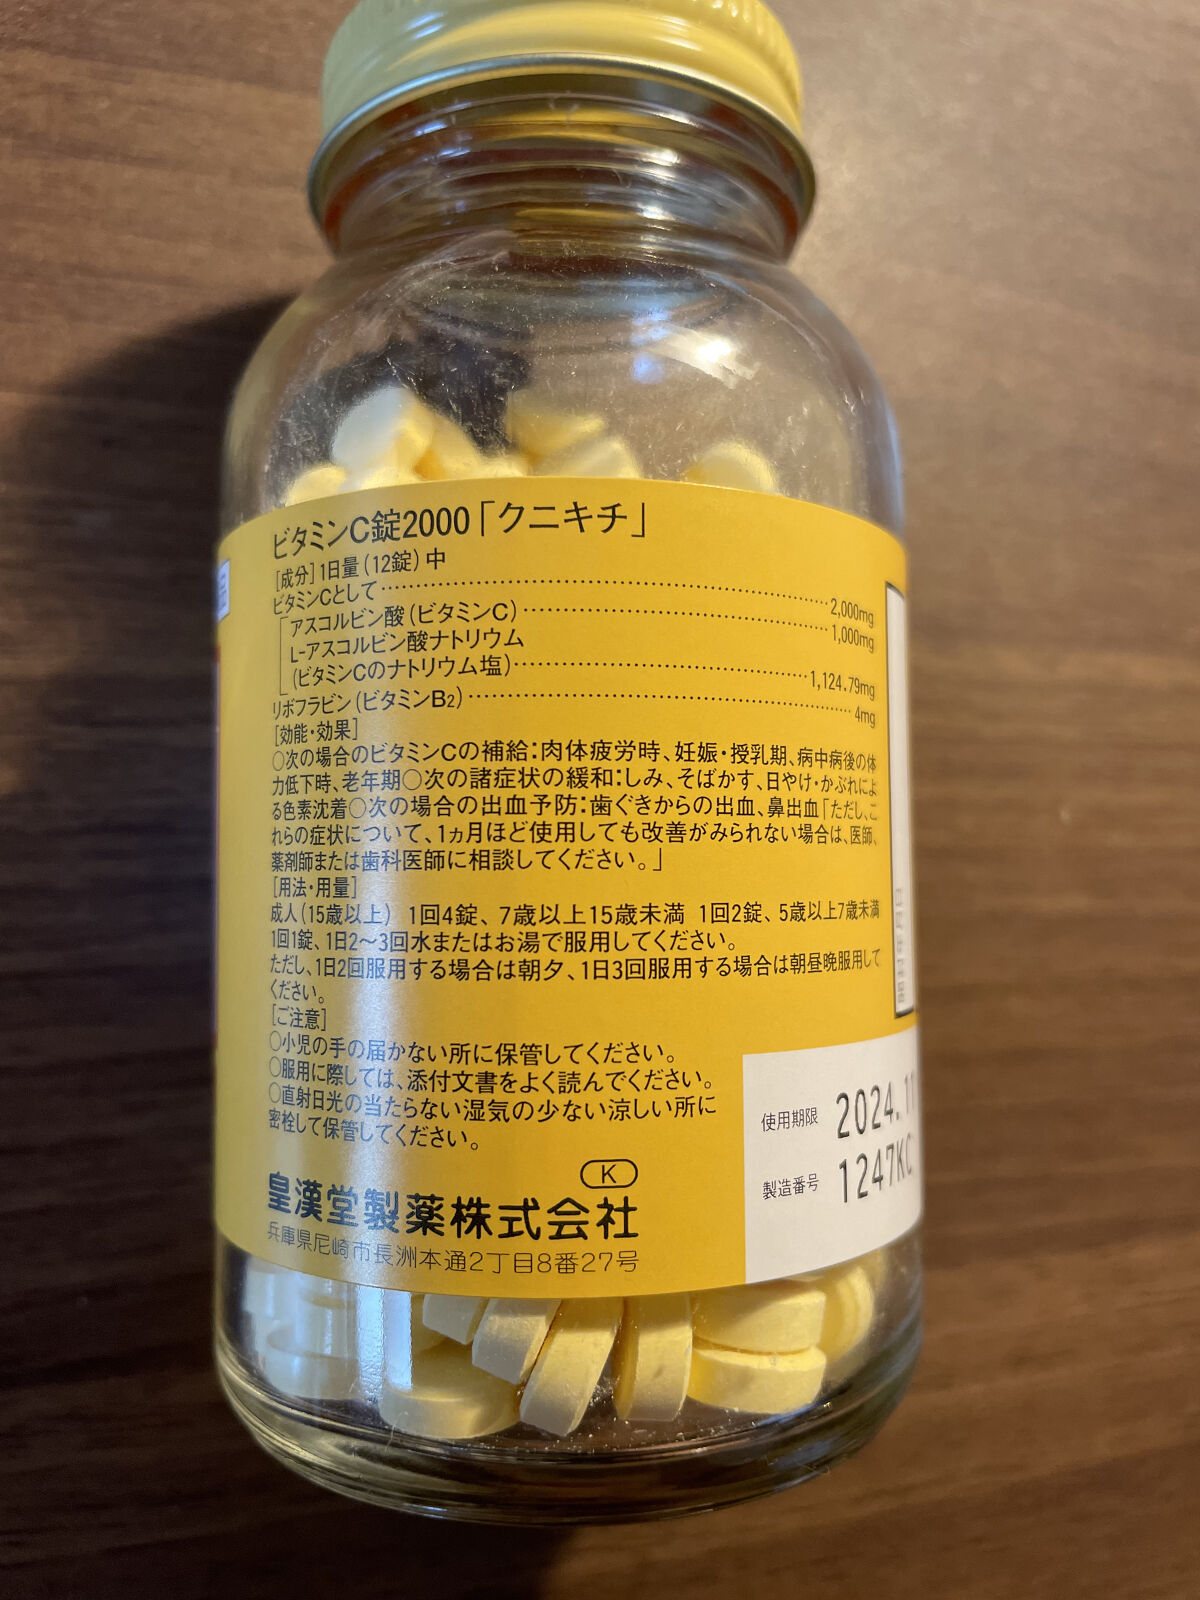 ビタミンC錠2000「クニキチ」
[成分]1日量(12錠)中
ビタミンCとして‥‥‥‥‥‥‥‥‥‥‥‥‥‥2,000mg
アスコルビン酸(ビタミンC)‥‥‥‥‥‥‥‥‥‥1,000mg
L-アスコルビン酸ナトリウム
(ビタミンCのナトリウム塩)‥‥‥‥‥‥‥‥‥‥1,124.79mg
リボフラビン(ビタミンB2)‥‥‥‥‥‥‥‥‥‥‥4mg
[効能・効果]
○次の場合のビタミンCの補給:肉体疲労時、妊娠・授乳期、病中病後の体
力低下時、老年期○次の諸症状の緩和:しみ、そばかす、日やけ・かぶれによ
る色素沈着○次の場合の出血予防:歯ぐきからの出血、鼻出血「ただし、こ
れらの症状について、1ヵ月ほど使用しても改善がみられない場合は、医師、
薬剤師または歯科医師に相談してください。」
[用法・用量]
成人(15歳以上) 1回4錠、7歳以上15歳未満 1回2錠、5歳以上7歳未満
1回1錠、1日2〜3回水またはお湯で服用してください。
ただし、1日2回服用する場合は朝夕、1日3回服用する場合は朝昼晩服用して
ください。
[ご注意]
○小児の手の届かない所に保管してください。
○服用に際しては、添付文書をよく読んでください。
○直射日光の当たらない湿気の少ない涼しい所に
密栓して保管してください。
K
皇漢堂製薬株式会社
兵庫県尼崎市長洲本通2丁目8番27号
使用期限 2024.11
製造番号 1247KC